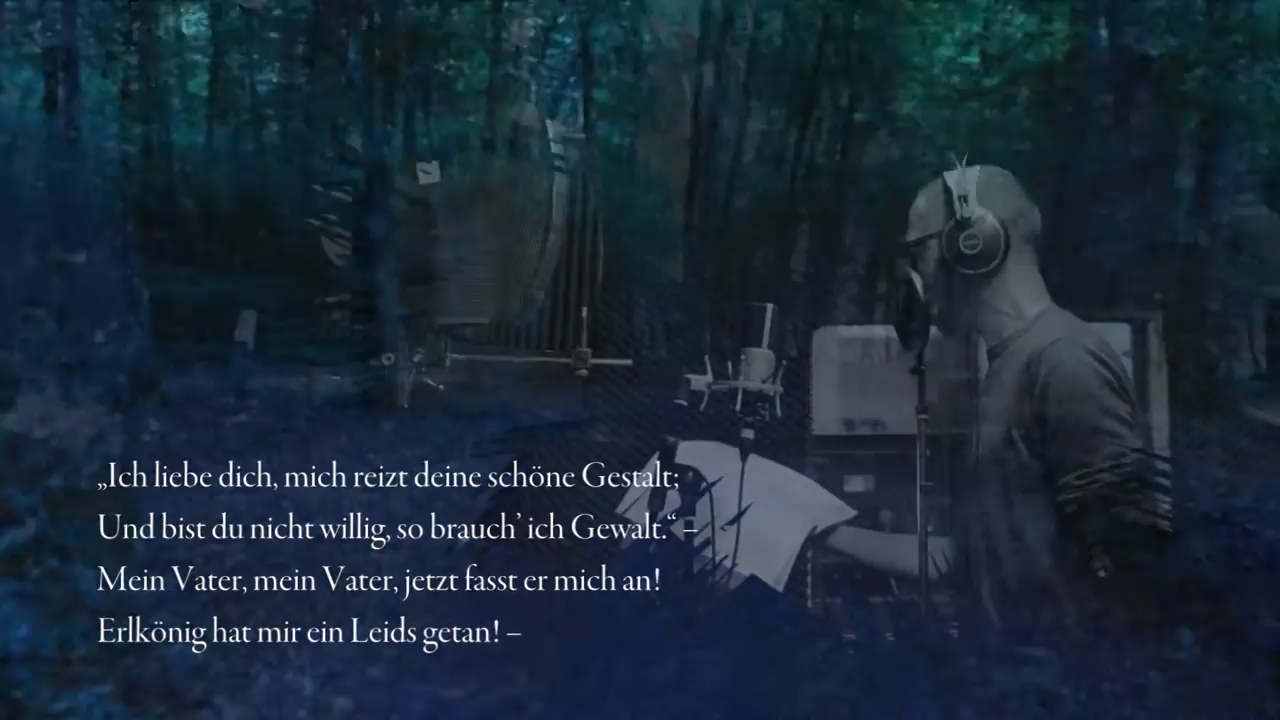 „Ich liebe dich, mich reizt deine schöne Gestalt;
Und bist du nicht willig, so brauch’ ich Gewalt.“ –
Mein Vater, mein Vater, jetzt fasst er mich an!
Erlkönig hat mir ein Leids getan! –